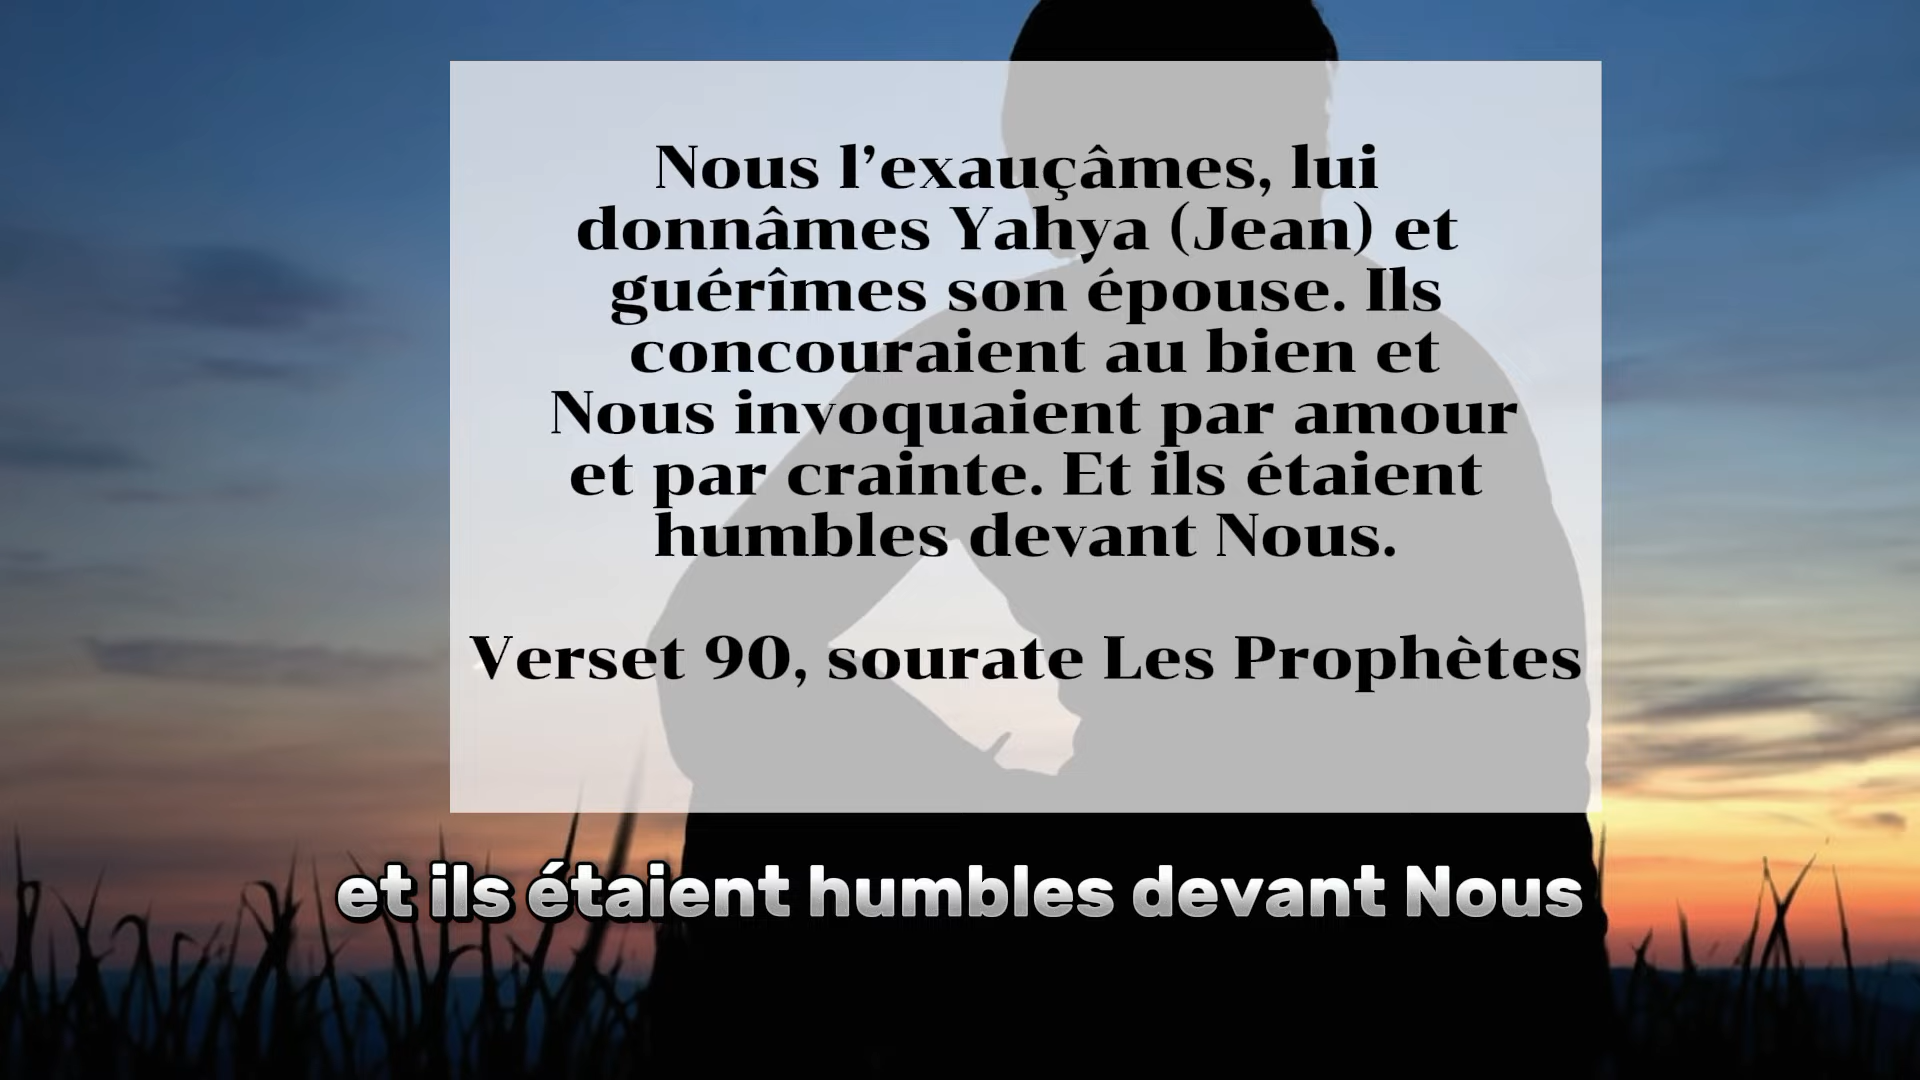 Nous l’exauçâmes, lui
donnâmes Yahya (Jean) et
guérîmes son épouse. Ils
concouraient au bien et
Nous invoquaient par amour
et par crainte. Et ils étaient
humbles devant Nous.
Verset 90, sourate Les Prophètes
et ils étaient humbles devant Nous